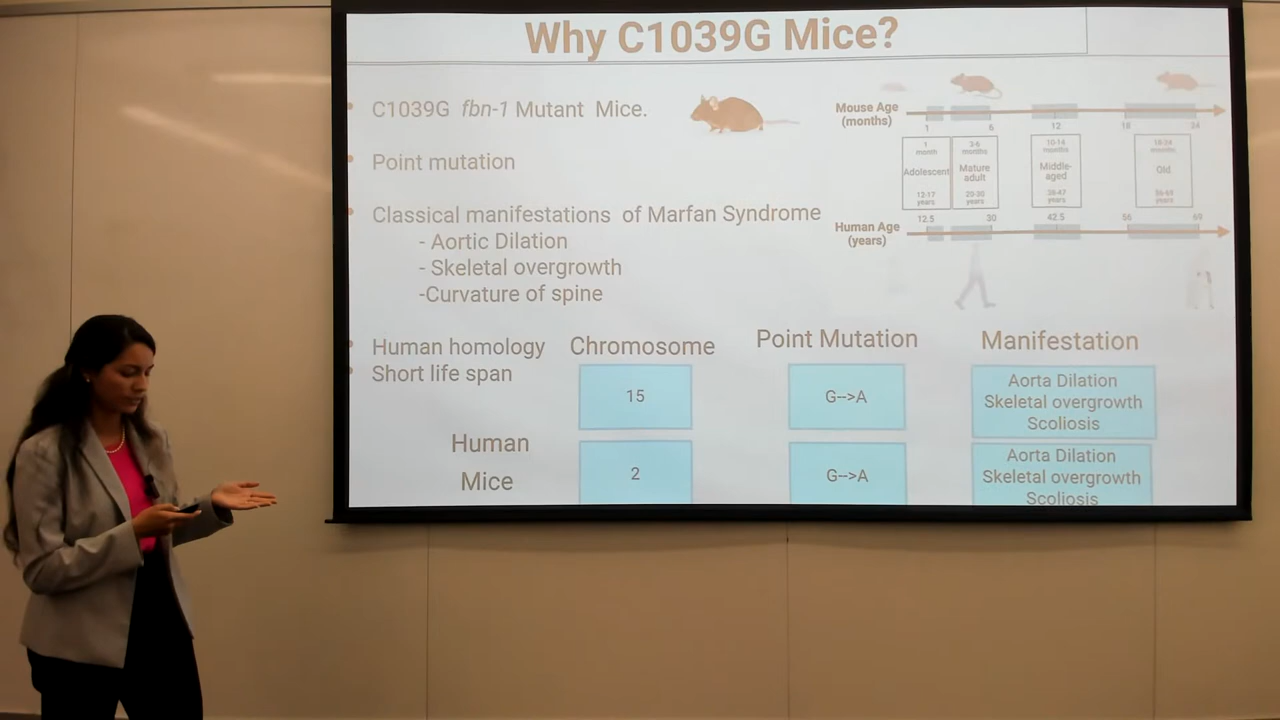 Why C1039G Mice?
C1039G fbn-1 Mutant Mice.
Point mutation
Classical manifestations of Marfan Syndrome
- Aortic Dilation
- Skeletal overgrowth
-Curvature of spine
Human homology
Short life span
Mouse Age
(months)
1 6 12 18 24
1
month
Adolescent
12-17
years
3-6
months
Mature
adult
20-30
years
10-14
months
Middle-
aged
38-47
years
18-24
months
Old
56-69
years
12.5 30 42.5 56 69
Human Age
(years)
Chromosome Point Mutation Manifestation
Human
15
G-->A
Aorta Dilation
Skeletal overgrowth
Scoliosis
Mice
2
G-->A
Aorta Dilation
Skeletal overgrowth
Scoliosis